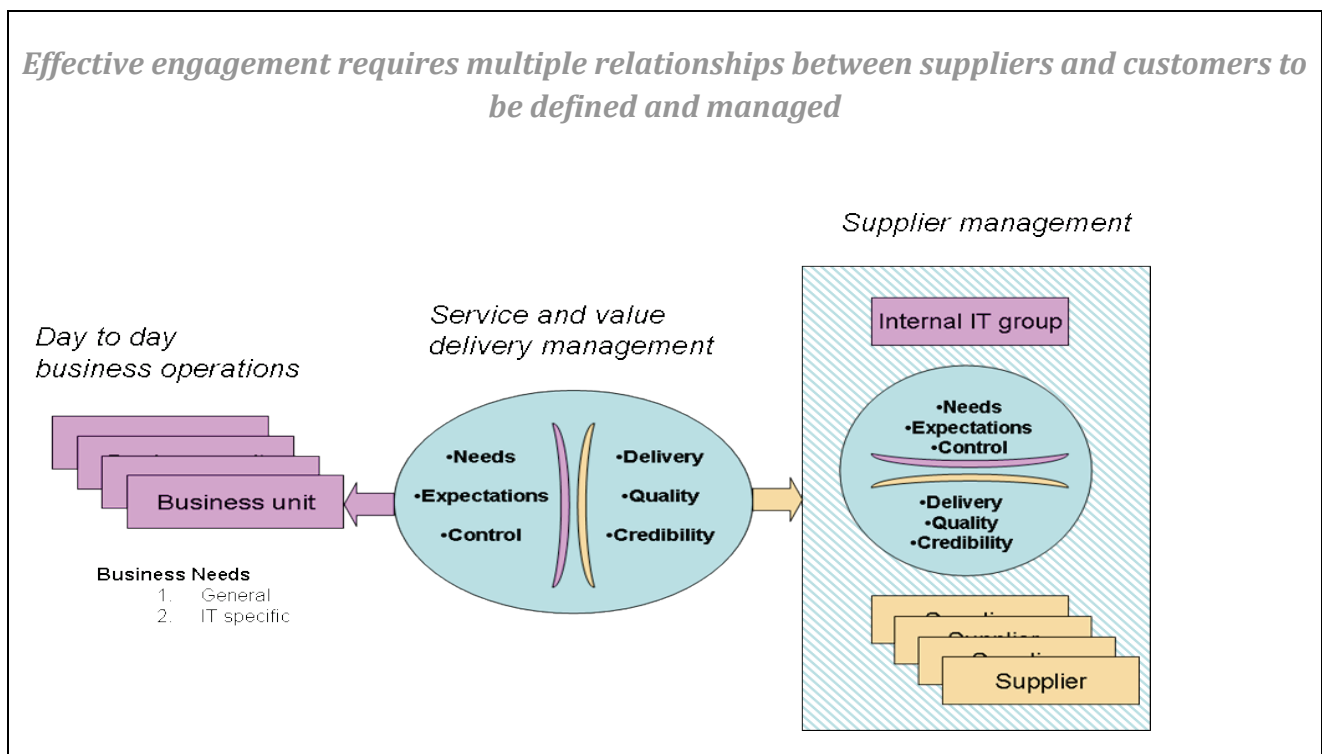 Effective engagement requires multiple relationships between suppliers and customers to
be defined and managed
Supplier management
Service and value
delivery management
Day to day
business operations
Internal IT group
•Needs
•Expectations
•Control
•Delivery
•Quality
•Credibility
Business unit
•Needs
•Expectations
•Control
•Delivery
•Quality
•Credibility
Business Needs
1. General
2. IT specific
Supplier